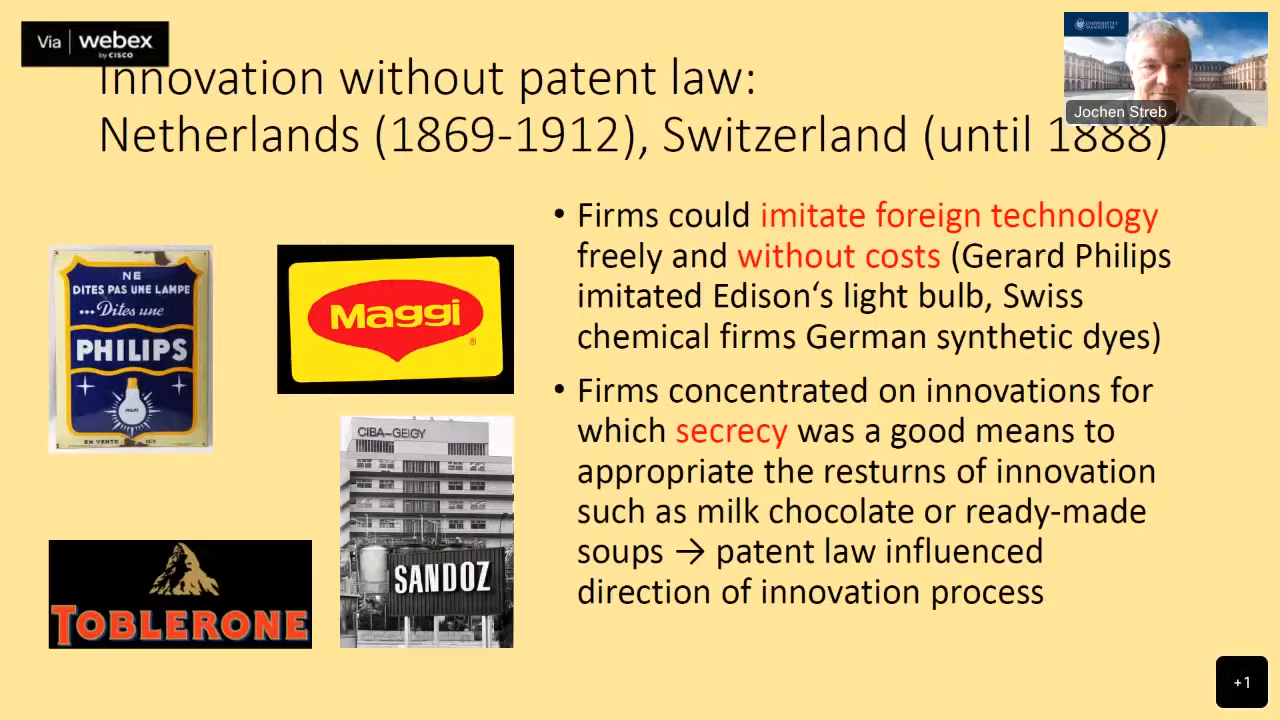 Via webex
by CISCO
Innovation without patent law:
Netherlands (1869-1912), Switzerland (until 1888)
Jochen Streb
UNIVERSITÄT
MANNHEIM
NE
DITES PAS UNE LAMPE
...Dites une
PHILIPS
PHILIPS
EN VENTE ICI
Maggi
®
CIBA-GEIGY
SANDOZ
TOBLERONE
• Firms could imitate foreign technology
freely and without costs (Gerard Philips
imitated Edison‘s light bulb, Swiss
chemical firms German synthetic dyes)
• Firms concentrated on innovations for
which secrecy was a good means to
appropriate the resturns of innovation
such as milk chocolate or ready-made
soups → patent law influenced
direction of innovation process
+1